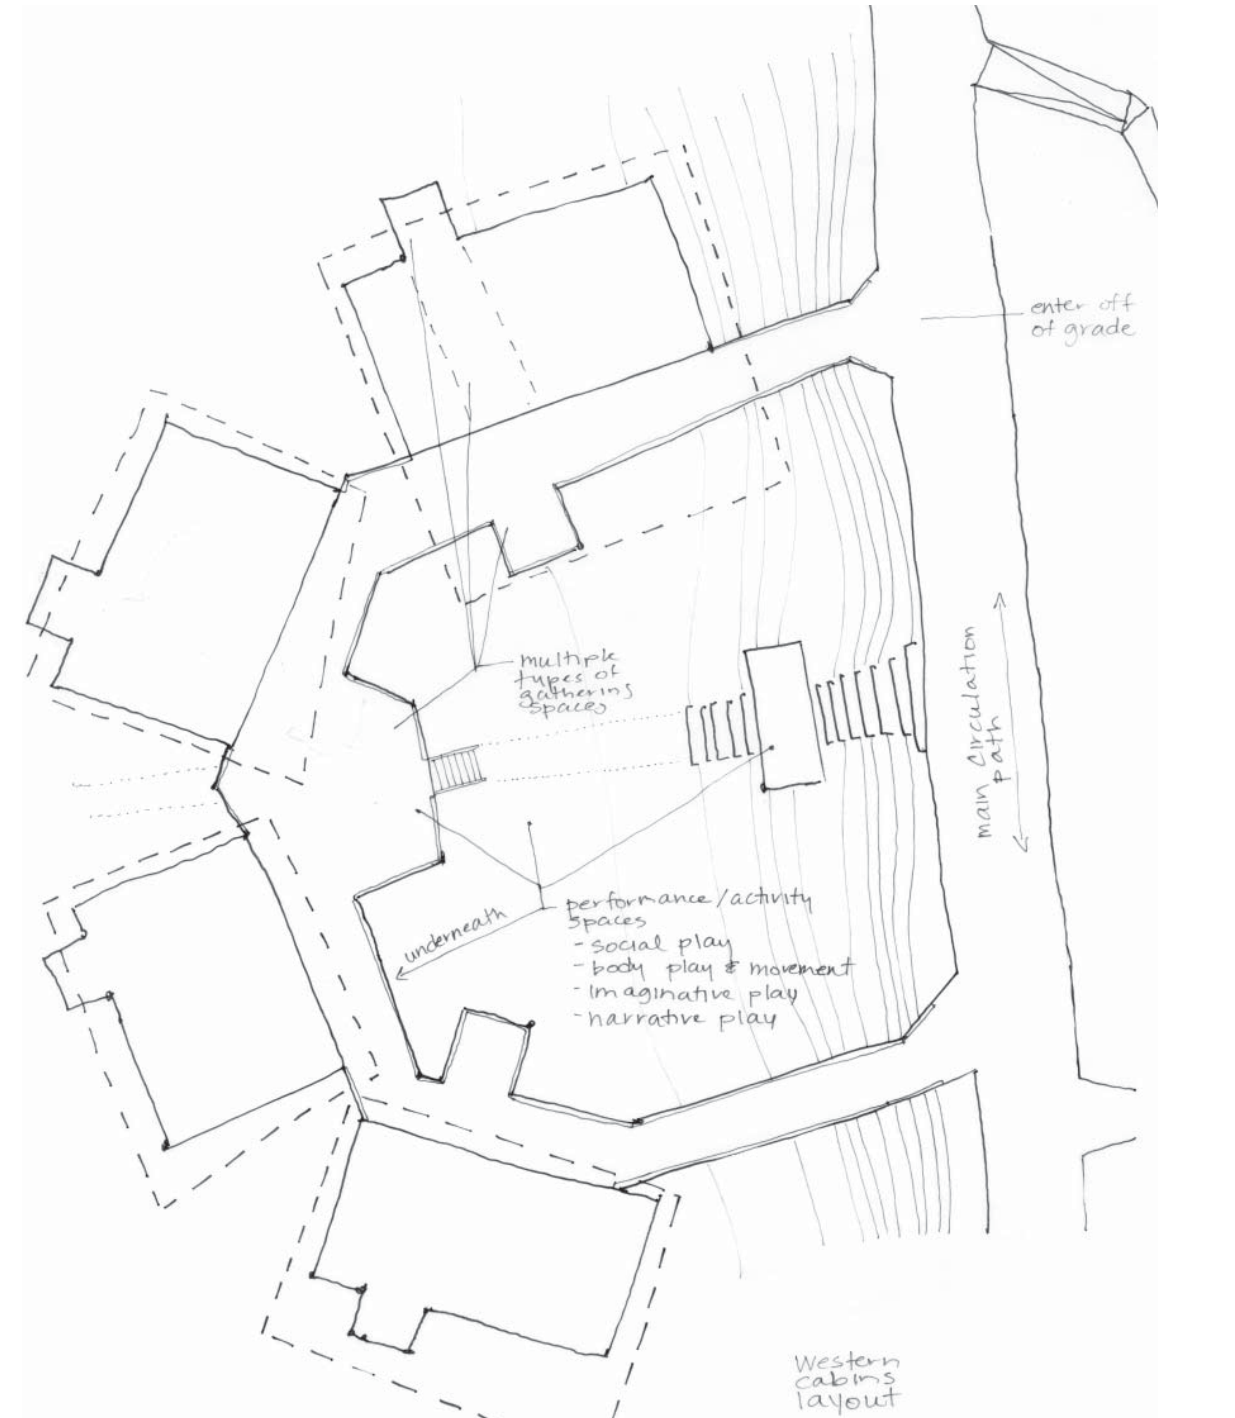 enter off
of grade
multiple
types of
gathering
spaces
main circulation
path
underneath
performance/activity
spaces
- social play
- body play & movement
- imaginative play
- narrative play
Western
cabins
layout